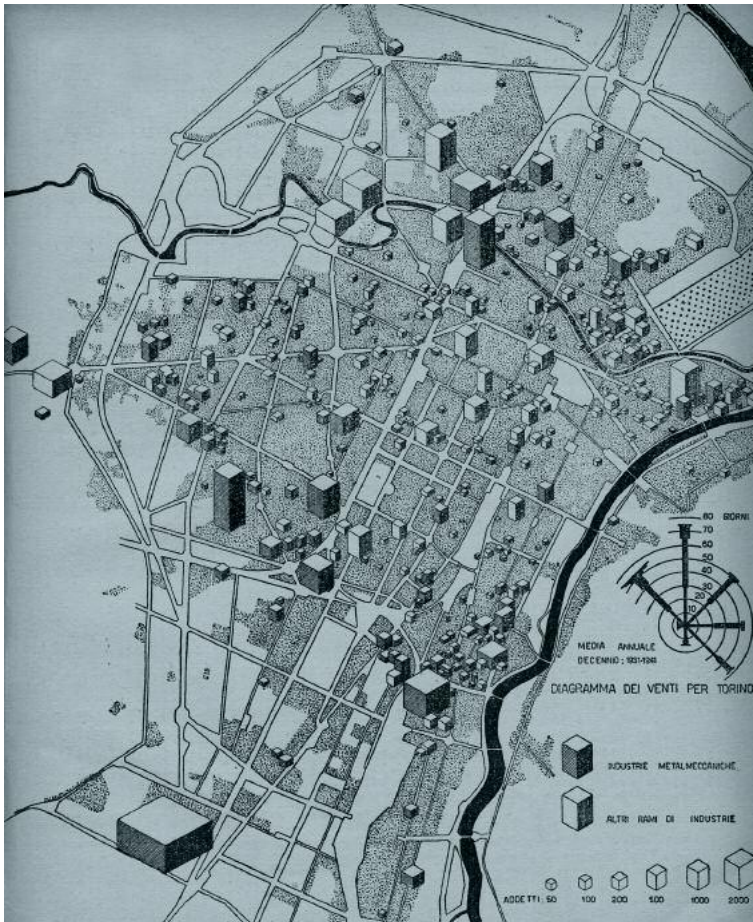 80 GIORNI
70
60
50
40
30
20
10
MEDIA ANNUALE
DECENNIO: 1931-1940
DIAGRAMMA DEI VENTI PER TORINO
INDUSTRIE METALMECCANICHE
ALTRI RAMI DI INDUSTRIE
ADDETTI: 50 100 200 500 1000 2000